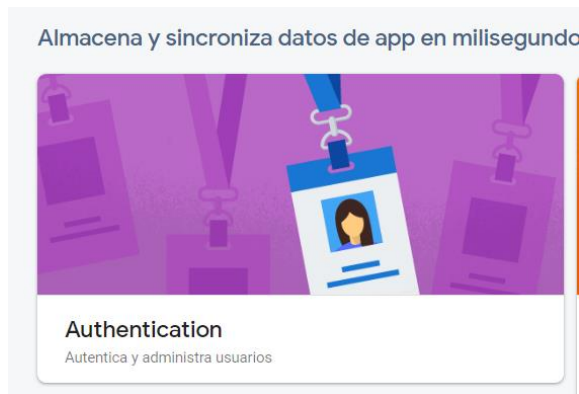 Almacena y sincroniza datos de app en milisegundo
Authentication
Autentica y administra usuarios